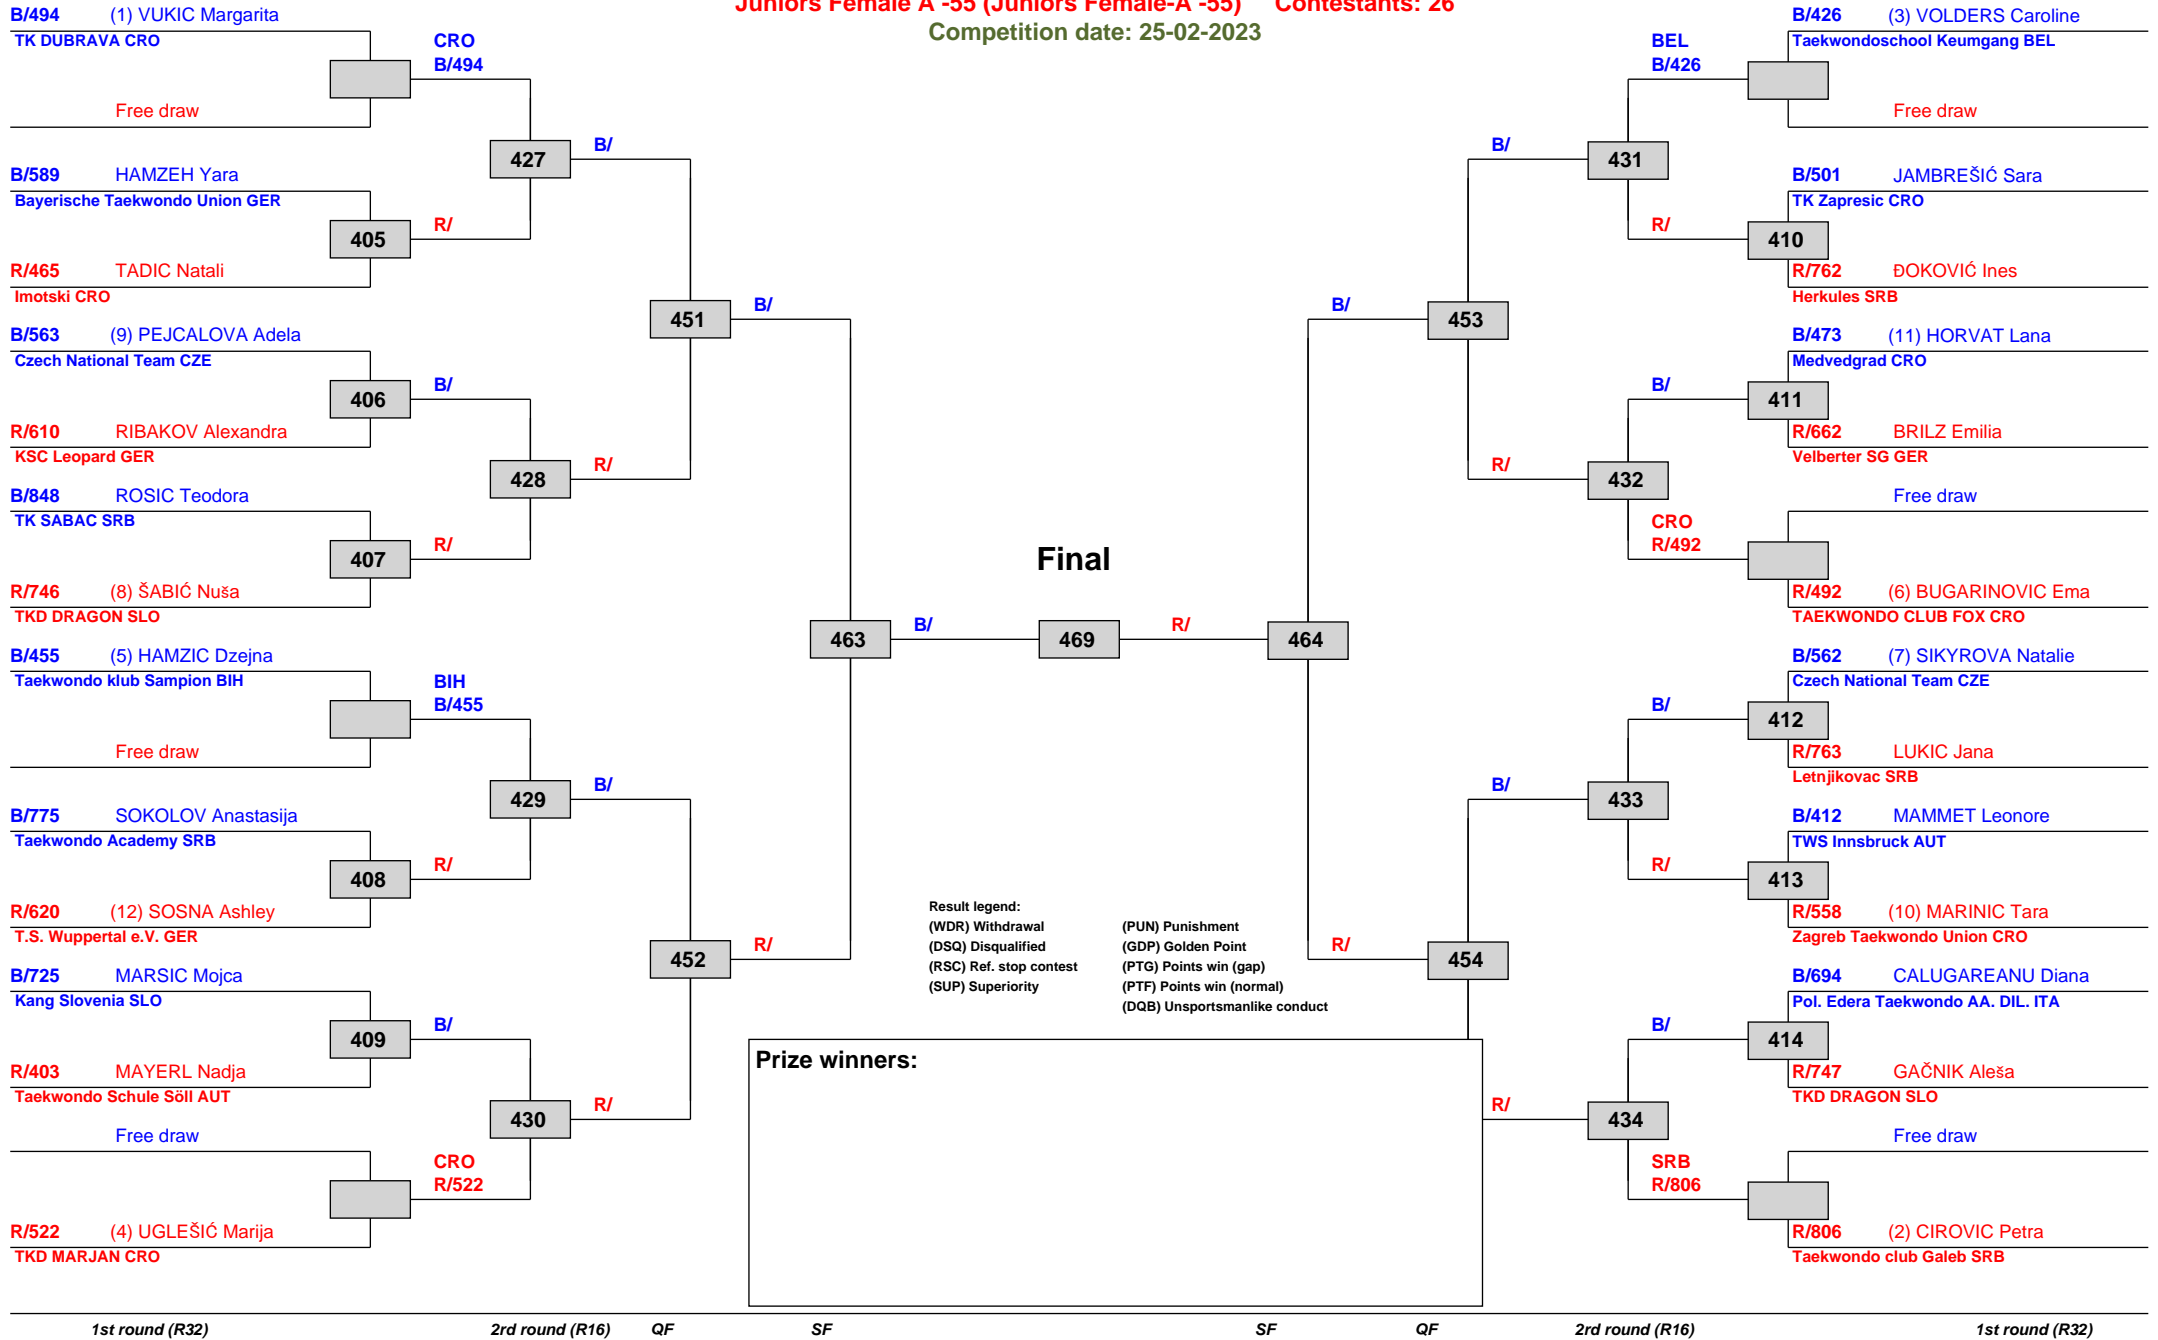 Juniors Female A -55 (Juniors Female-A -55) Contestants: 26
Competition date: 25-02-2023
B/494 (1) VUKIC Margarita
TK DUBRAVA CRO
Free draw
CRO
B/494
B/589 HAMZEH Yara
Bayerische Taekwondo Union GER
405
R/
R/465 TADIC Natali
Imotski CRO
427
B/
B/563 (9) PEJCALOVA Adela
Czech National Team CZE
406
B/
R/610 RIBAKOV Alexandra
KSC Leopard GER
428
R/
B/848 ROSIC Teodora
TK SABAC SRB
407
R/
R/746 (8) ŠABIĆ Nuša
TKD DRAGON SLO
451
B/
B/455 (5) HAMZIC Dzejna
Taekwondo klub Sampion BIH
BIH
B/455
Free draw
429
B/
B/775 SOKOLOV Anastasija
Taekwondo Academy SRB
408
R/
R/620 (12) SOSNA Ashley
T.S. Wuppertal e.V. GER
452
R/
B/725 MARSIC Mojca
Kang Slovenia SLO
409
B/
R/403 MAYERL Nadja
Taekwondo Schule Söll AUT
430
R/
Free draw
CRO
R/522
R/522 (4) UGLEŠIĆ Marija
TKD MARJAN CRO
Final
463
B/
469
R/
464
B/426 (3) VOLDERS Caroline
Taekwondoschool Keumgang BEL
BEL
B/426
Free draw
B/
431
B/501 JAMBREŠIĆ Sara
TK Zapresic CRO
R/
410
R/762 ĐOKOVIĆ Ines
Herkules SRB
B/
453
B/473 (11) HORVAT Lana
Medvedgrad CRO
B/
411
R/662 BRILZ Emilia
Velberter SG GER
R/
432
Free draw
CRO
R/492
R/492 (6) BUGARINOVIC Ema
TAEKWONDO CLUB FOX CRO
B/562 (7) SIKYROVA Natalie
Czech National Team CZE
B/
412
R/763 LUKIC Jana
Letnjikovac SRB
B/
433
B/412 MAMMET Leonore
TWS Innsbruck AUT
R/
413
R/558 (10) MARINIC Tara
Zagreb Taekwondo Union CRO
R/
454
B/694 CALUGAREANU Diana
Pol. Edera Taekwondo AA. DIL. ITA
B/
414
R/747 GAČNIK Aleša
TKD DRAGON SLO
R/
434
Free draw
SRB
R/806
R/806 (2) CIROVIC Petra
Taekwondo club Galeb SRB
Result legend:
(WDR) Withdrawal (PUN) Punishment
(DSQ) Disqualified (GDP) Golden Point
(RSC) Ref. stop contest (PTG) Points win (gap)
(SUP) Superiority (PTF) Points win (normal)
(DQB) Unsportsmanlike conduct
Prize winners:
1st round (R32) 2rd round (R16) QF SF SF QF 2rd round (R16) 1st round (R32)